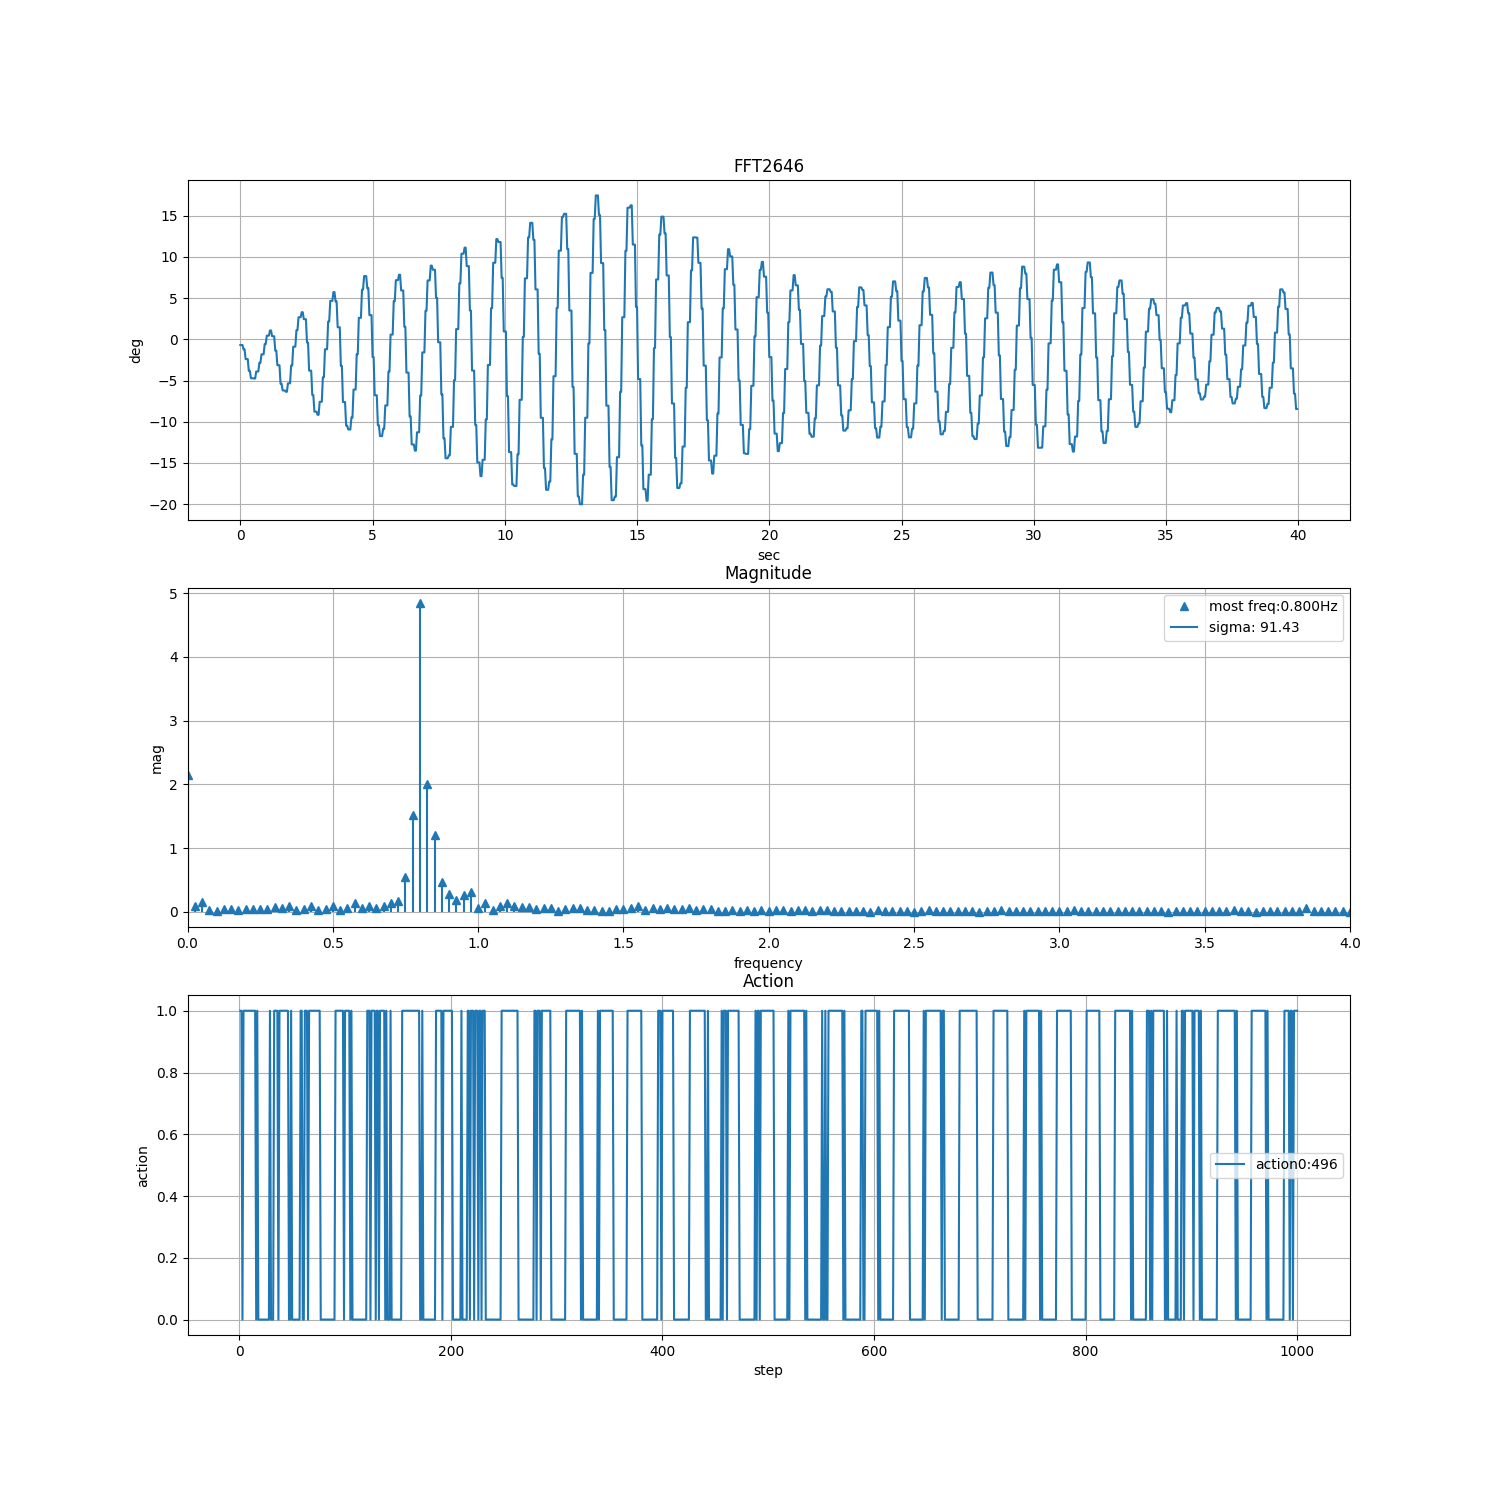 FFT2646
15
10
5
0
−5
−10
−15
−20
deg
0 5 10 15 20 25 30 35 40
sec
Magnitude
5
4
3
2
1
0
mag
most freq:0.800Hz
sigma: 91.43
0.0 0.5 1.0 1.5 2.0 2.5 3.0 3.5 4.0
frequency
Action
1.0
0.8
0.6
0.4
0.2
0.0
action
action0:496
0 200 400 600 800 1000
step